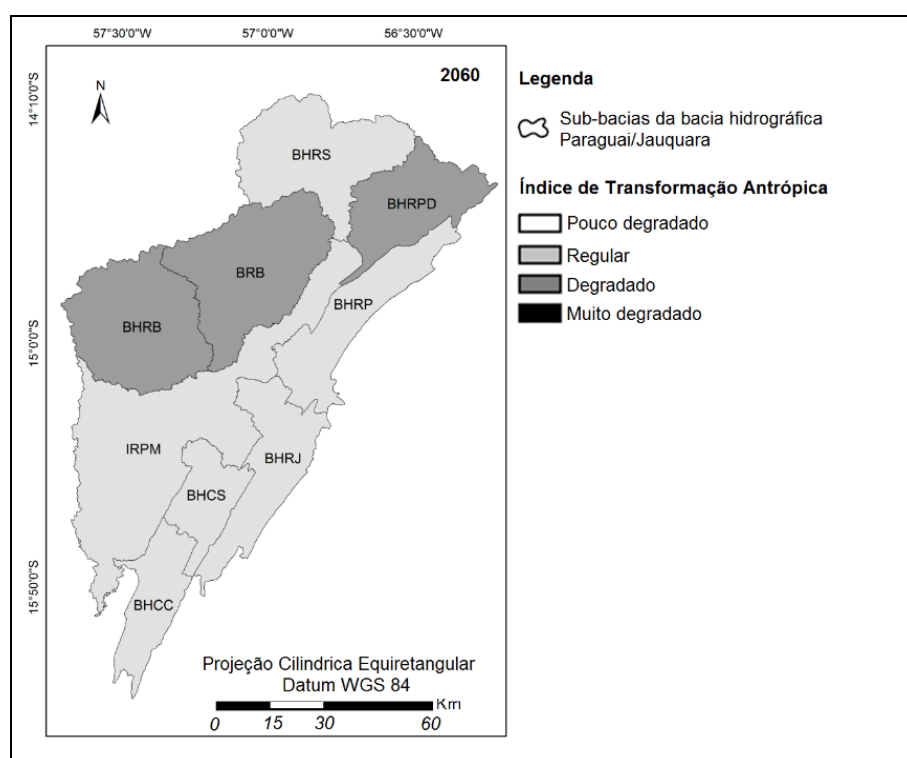 57°30'0"W 57°0'0"W 56°30'0"W
2060
14°10'0"S
15°0'0"S
15°50'0"S
N
BHRS
BHRPD
BRB
BHRP
BHRB
IRPM
BHRJ
BHCS
BHCC
Projeção Cilindrica Equiretangular
Datum WGS 84
Km
0 15 30 60
Legenda
Sub-bacias da bacia hidrográfica
Paraguai/Jauquara
Índice de Transformação Antrópica
Pouco degradado
Regular
Degradado
Muito degradado